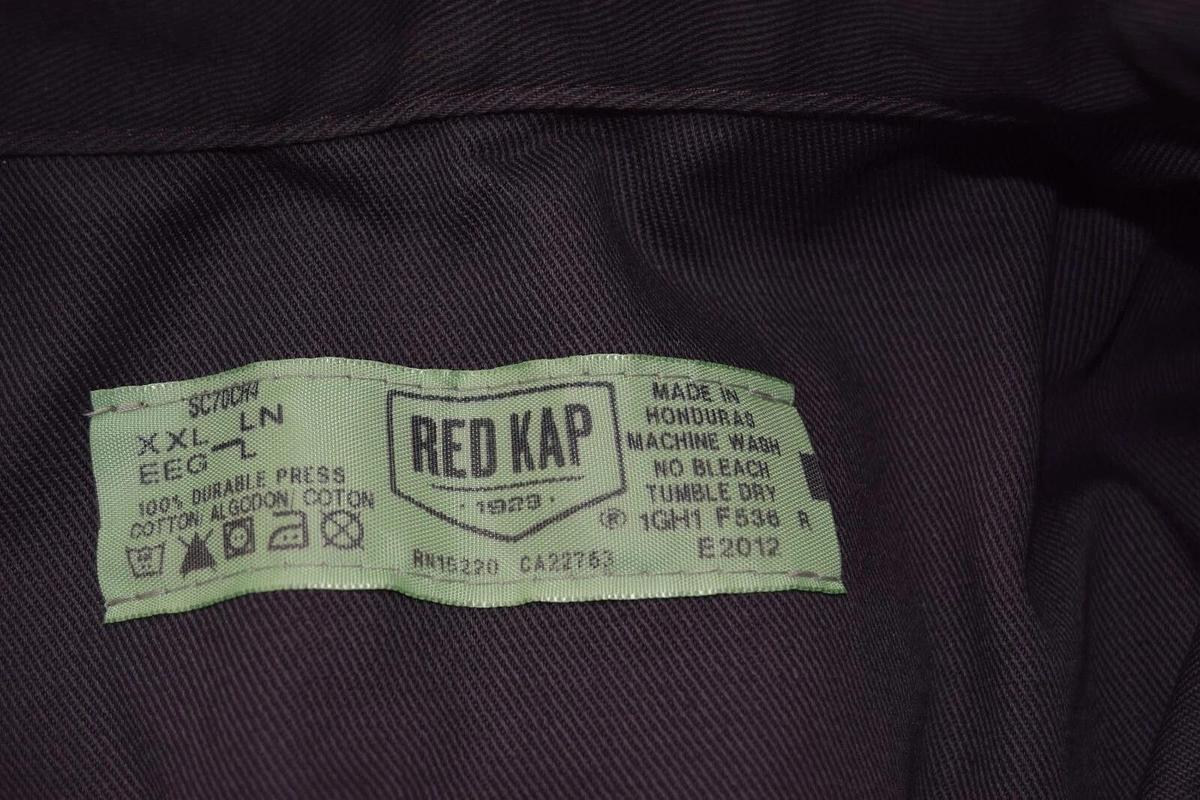 SC70CH4
XXL LN
EEG-L
100% DURABLE PRESS
COTTON/ALGODON/COTON
RED KAP
·1923·
®
RN15220 CA22753
MADE IN
HONDURAS
MACHINE WASH
NO BLEACH
TUMBLE DRY
1GH1 F536 R
E2012